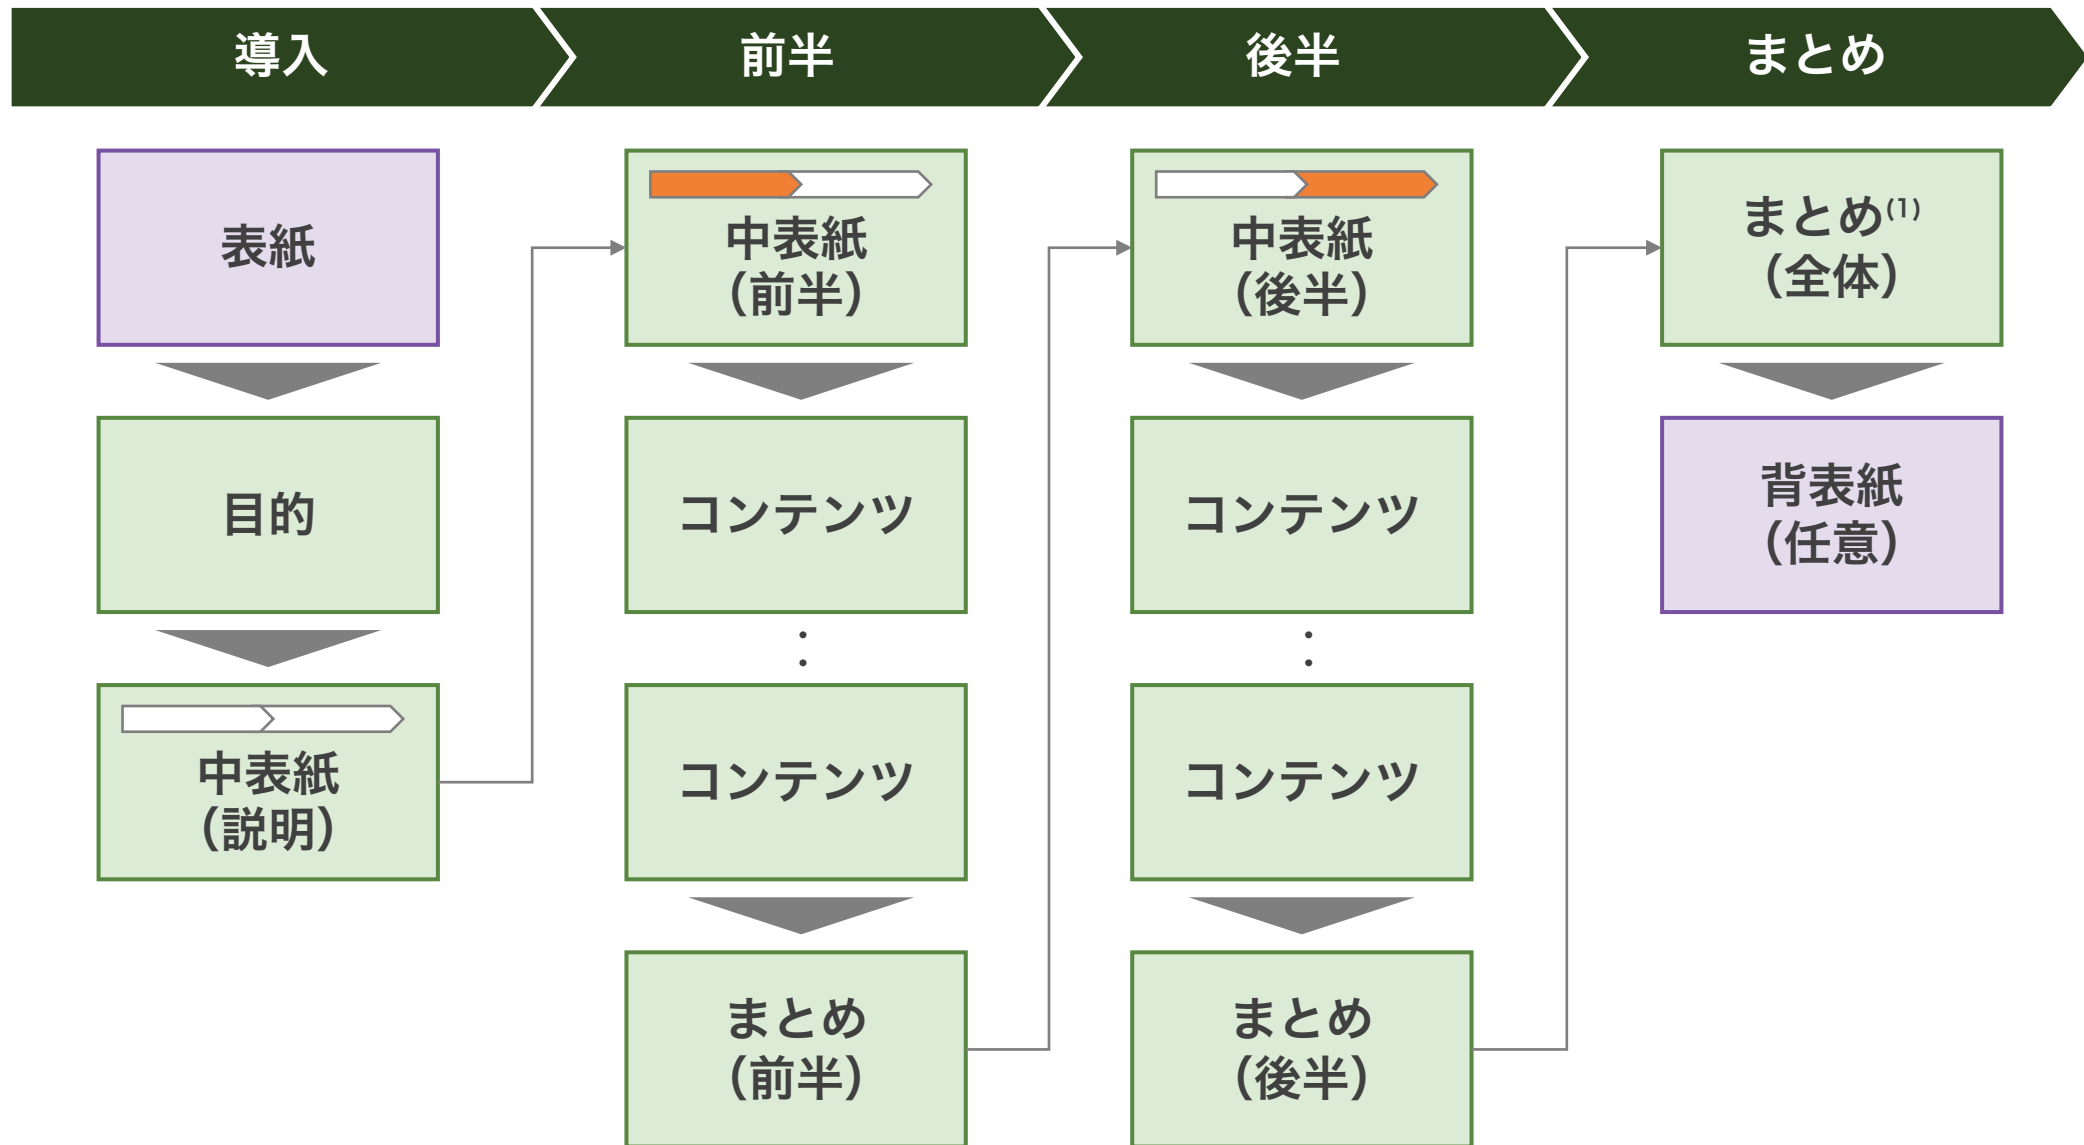 導入
前半
後半
まとめ
表紙
目的
中表紙
（説明）
中表紙
（前半）
コンテンツ
：
コンテンツ
まとめ
（前半）
中表紙
（後半）
コンテンツ
：
コンテンツ
まとめ
（後半）
まとめ(1)
（全体）
背表紙
（任意）